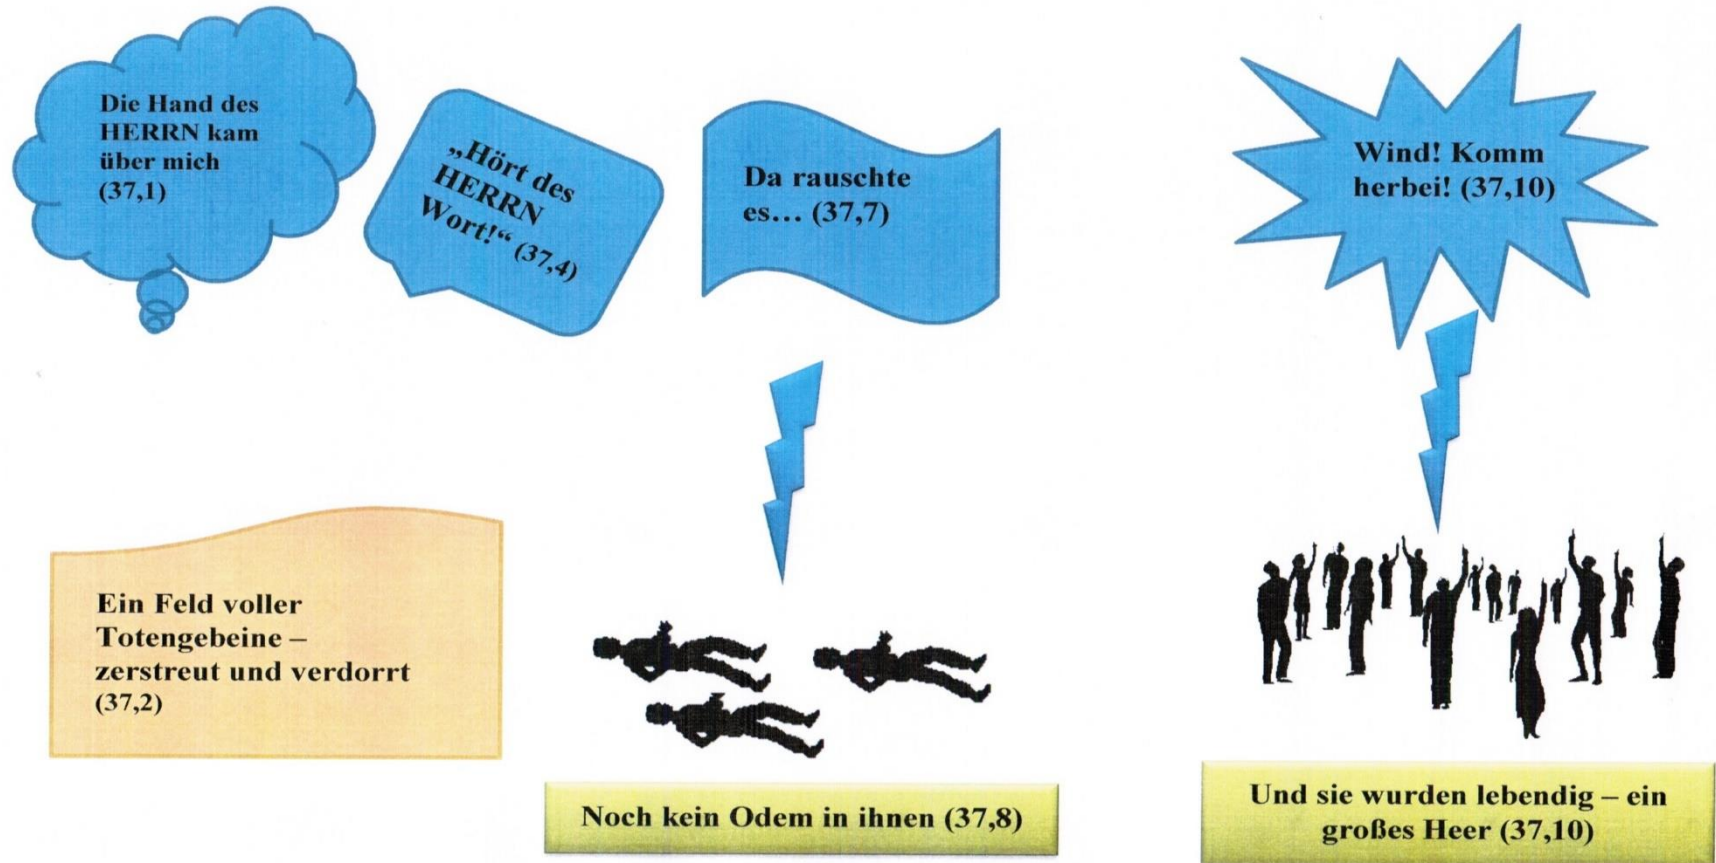 Die Hand des
HERRN kam
über mich
(37,1)
„Hört des
HERRN
Wort!“ (37,4)
Da rauschte
es… (37,7)
Wind! Komm
herbei! (37,10)
Ein Feld voller
Totengebeine –
zerstreut und verdorrt
(37,2)
Noch kein Odem in ihnen (37,8)
Und sie wurden lebendig – ein
großes Heer (37,10)